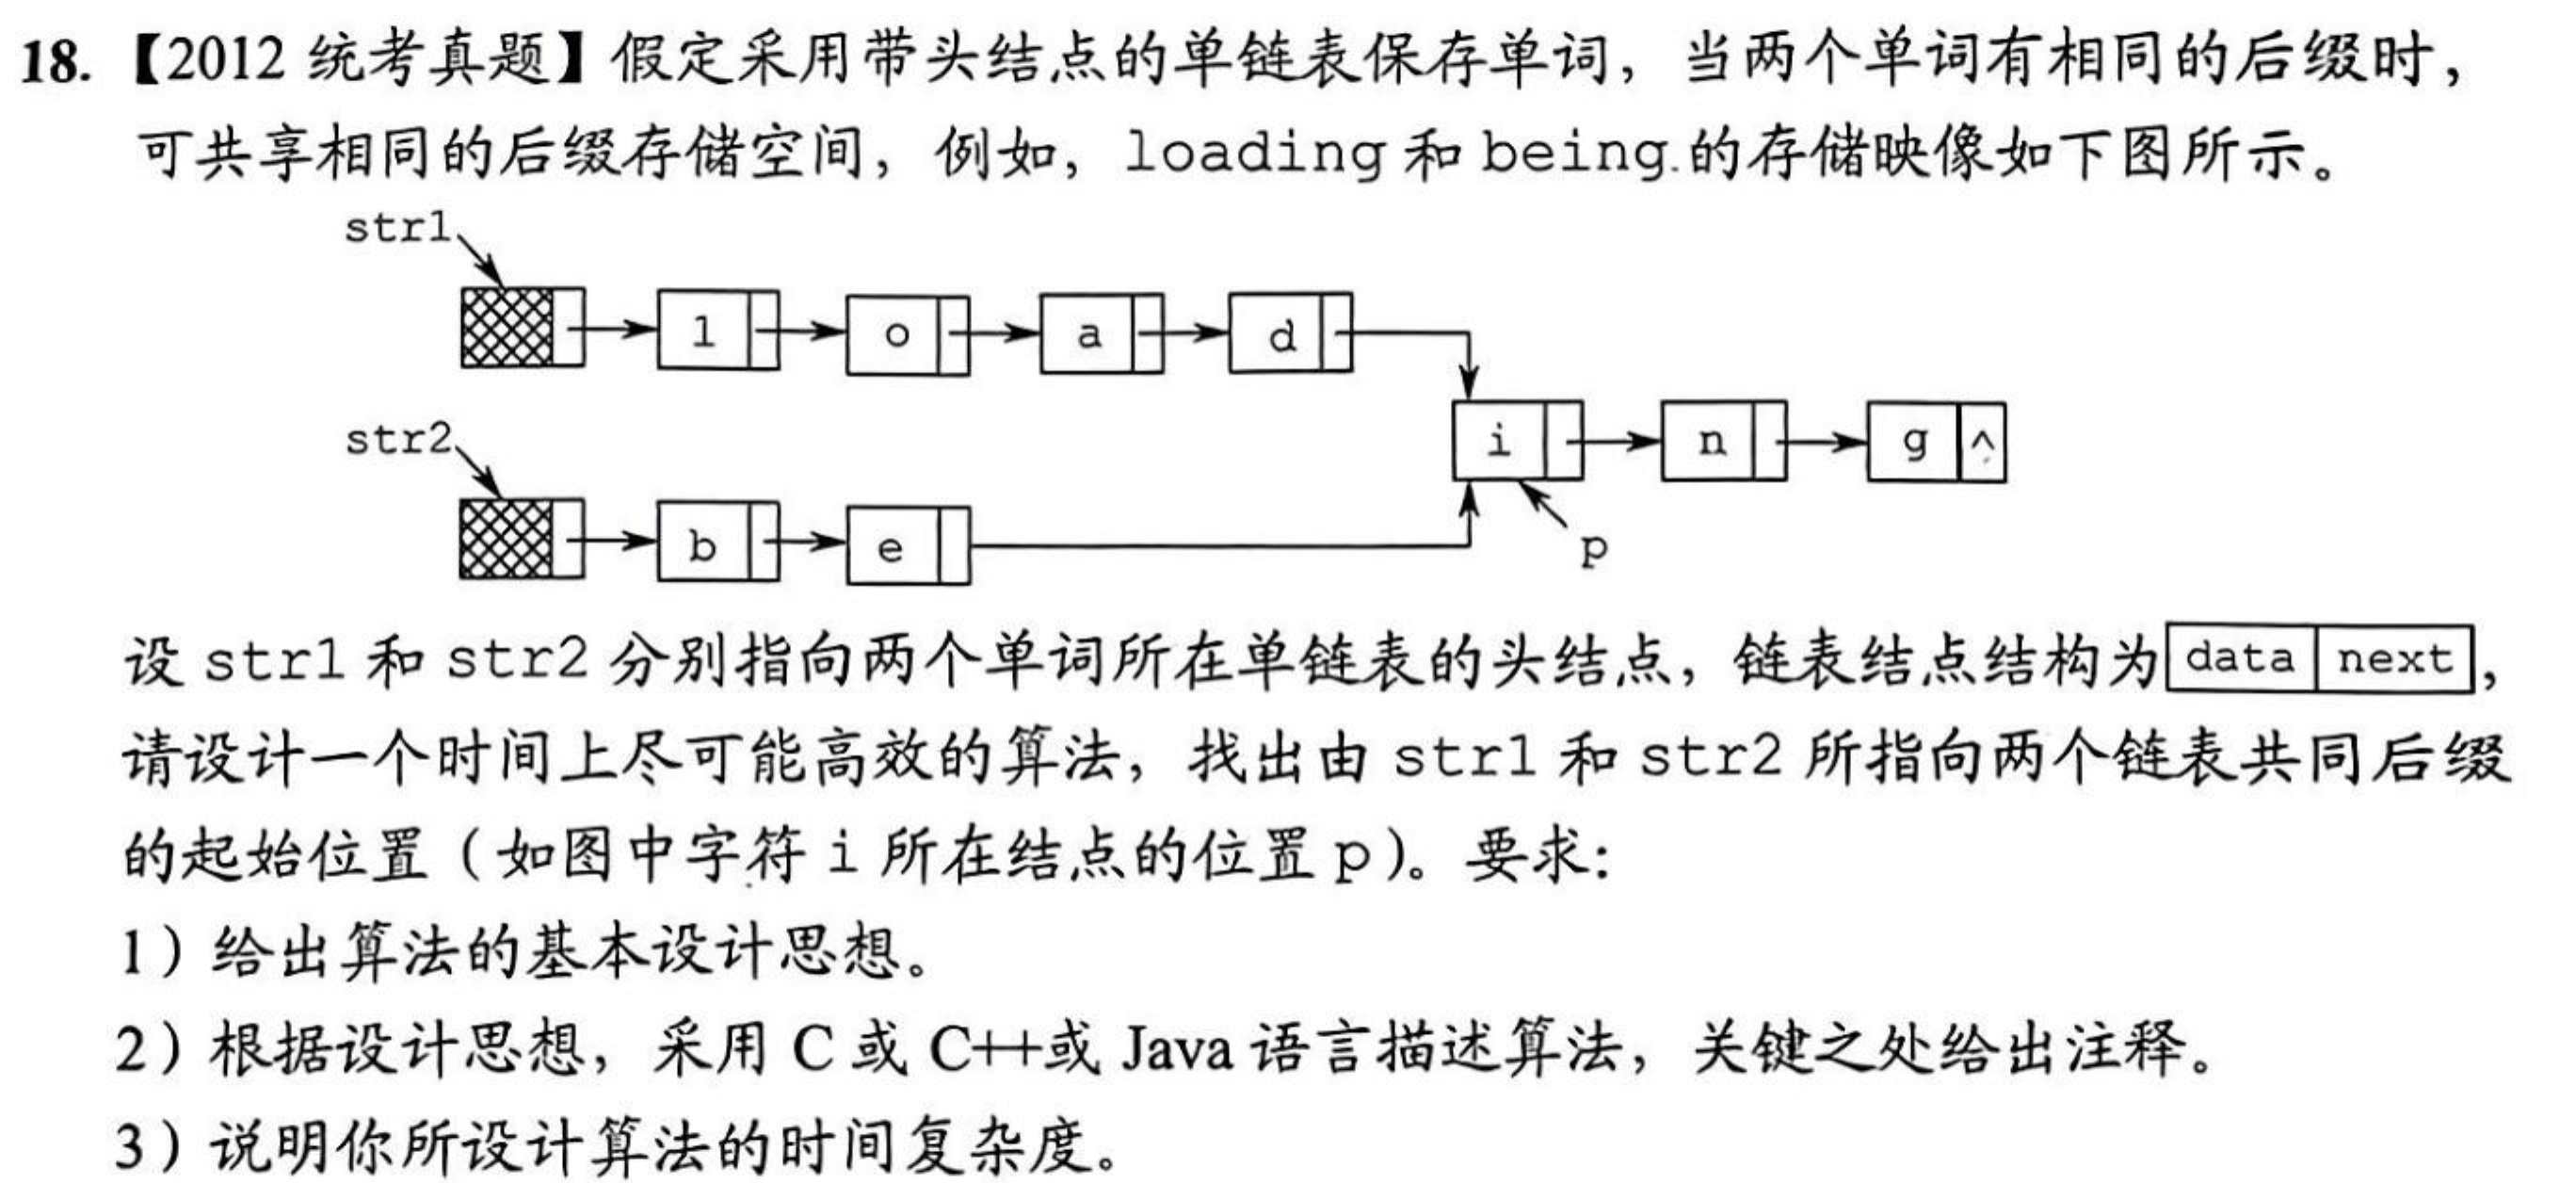 18.【2012 统考真题】假定采用带头结点的单链表保存单词，当两个单词有相同的后缀时，
可共享相同的后缀存储空间，例如，loading 和 being 的存储映像如下图所示。
str1
l o a d
str2
i n g ^
b e
p
设 str1 和 str2 分别指向两个单词所在单链表的头结点，链表结点结构为 data next ，
请设计一个时间上尽可能高效的算法，找出由 str1 和 str2 所指向两个链表共同后缀
的起始位置（如图中字符 i 所在结点的位置 p）。要求：
1）给出算法的基本设计思想。
2）根据设计思想，采用 C 或 C++或 Java 语言描述算法，关键之处给出注释。
3）说明你所设计算法的时间复杂度。